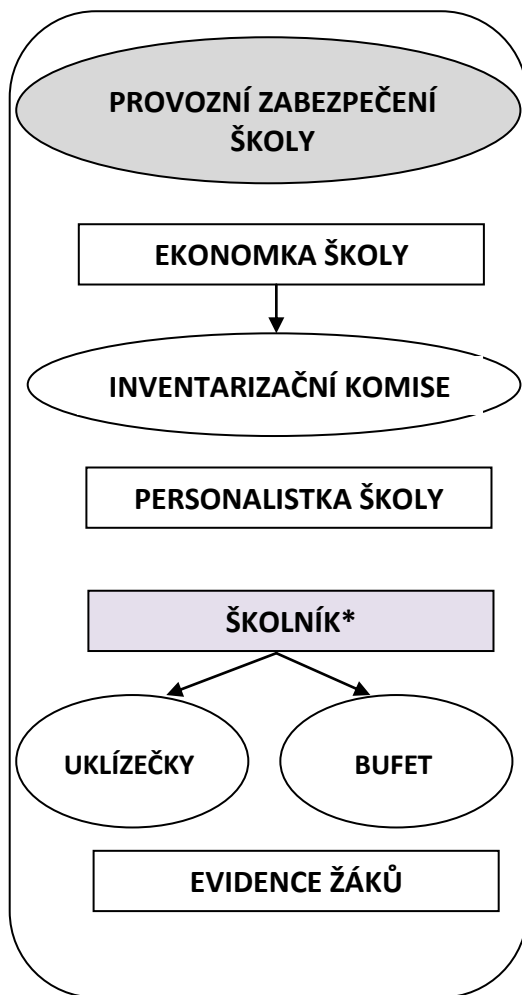 PROVOZNÍ ZABEZPEČENÍ
ŠKOLY
EKONOMKA ŠKOLY
INVENTARIZAČNÍ KOMISE
PERSONALISTKA ŠKOLY
ŠKOLNÍK*
UKLÍZEČKY
BUFET
EVIDENCE ŽÁKŮ